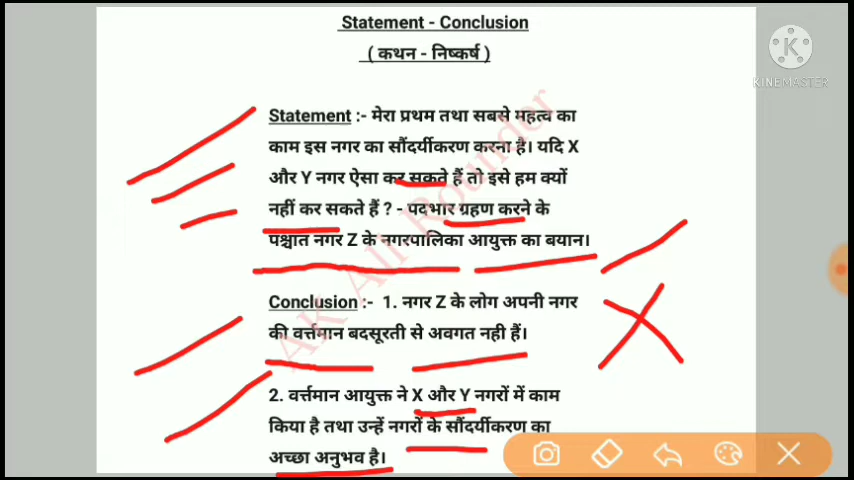 Statement - Conclusion
( कथन - निष्कर्ष )
KINEMASTER
Statement :- मेरा प्रथम तथा सबसे महत्व का
काम इस नगर का सौंदर्यीकरण करना है। यदि X
और Y नगर ऐसा कर सकते हैं तो इसे हम क्यों
नहीं कर सकते हैं ? - पदभार ग्रहण करने के
पश्चात नगर Z के नगरपालिका आयुक्त का बयान।
Conclusion :- 1. नगर Z के लोग अपनी नगर
की वर्त्तमान बदसूरती से अवगत नही हैं।
2. वर्त्तमान आयुक्त ने X और Y नगरों में काम
किया है तथा उन्हें नगरों के सौंदर्यीकरण का
अच्छा अनुभव है।
AK All Rounder